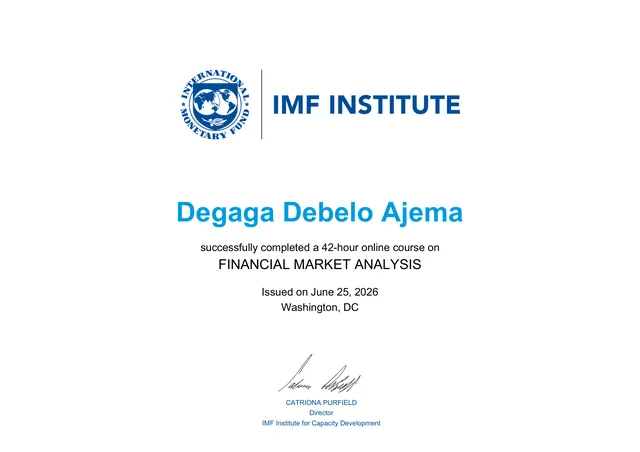 INTERNATIONAL
MONETARY FUND
IMF INSTITUTE
Degaga Debelo Ajema
successfully completed a 42-hour online course on
FINANCIAL MARKET ANALYSIS
Issued on June 25, 2026
Washington, DC
CATRIONA PURFIELD
Director
IMF Institute for Capacity Development